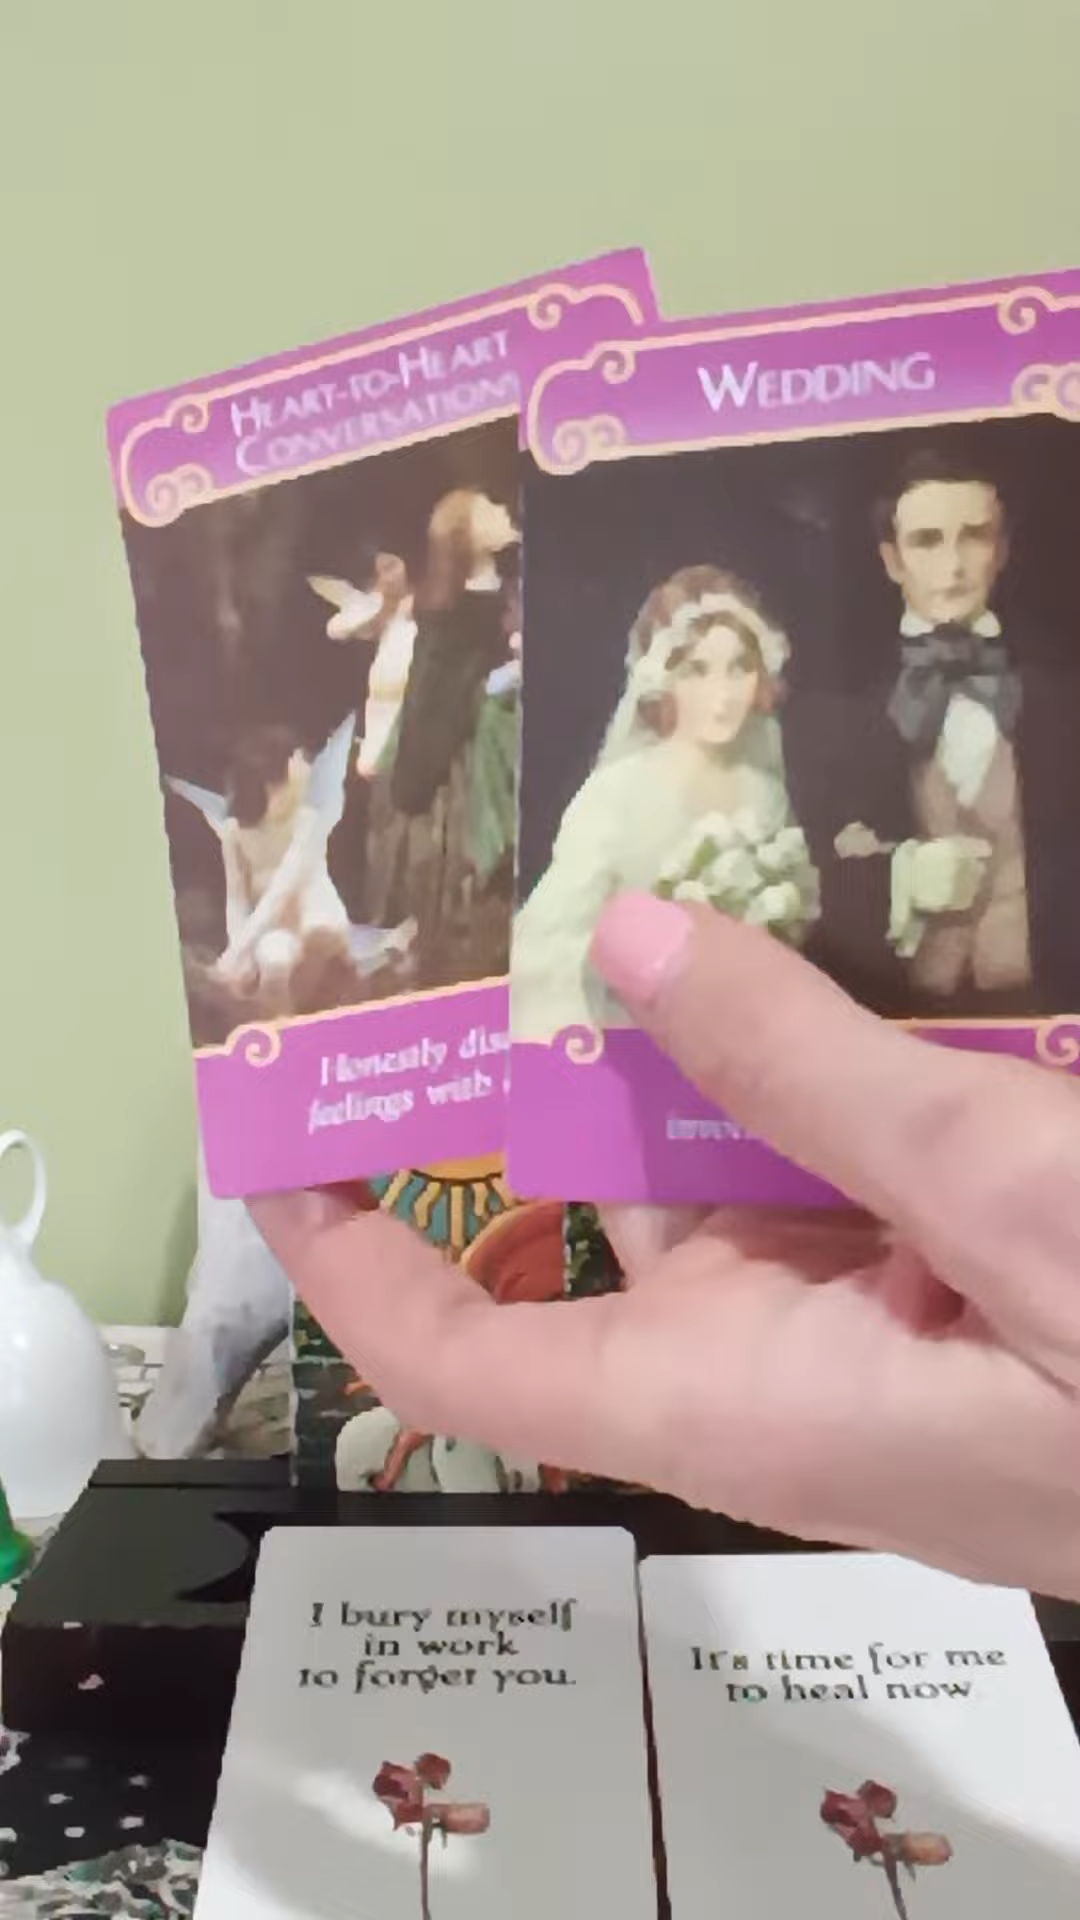 HEART-TO-HEART
CONVERSATIONS
WEDDING
Honestly
feelings with
I bury myself
in work
to forget you.
It's time for me
to heal now.